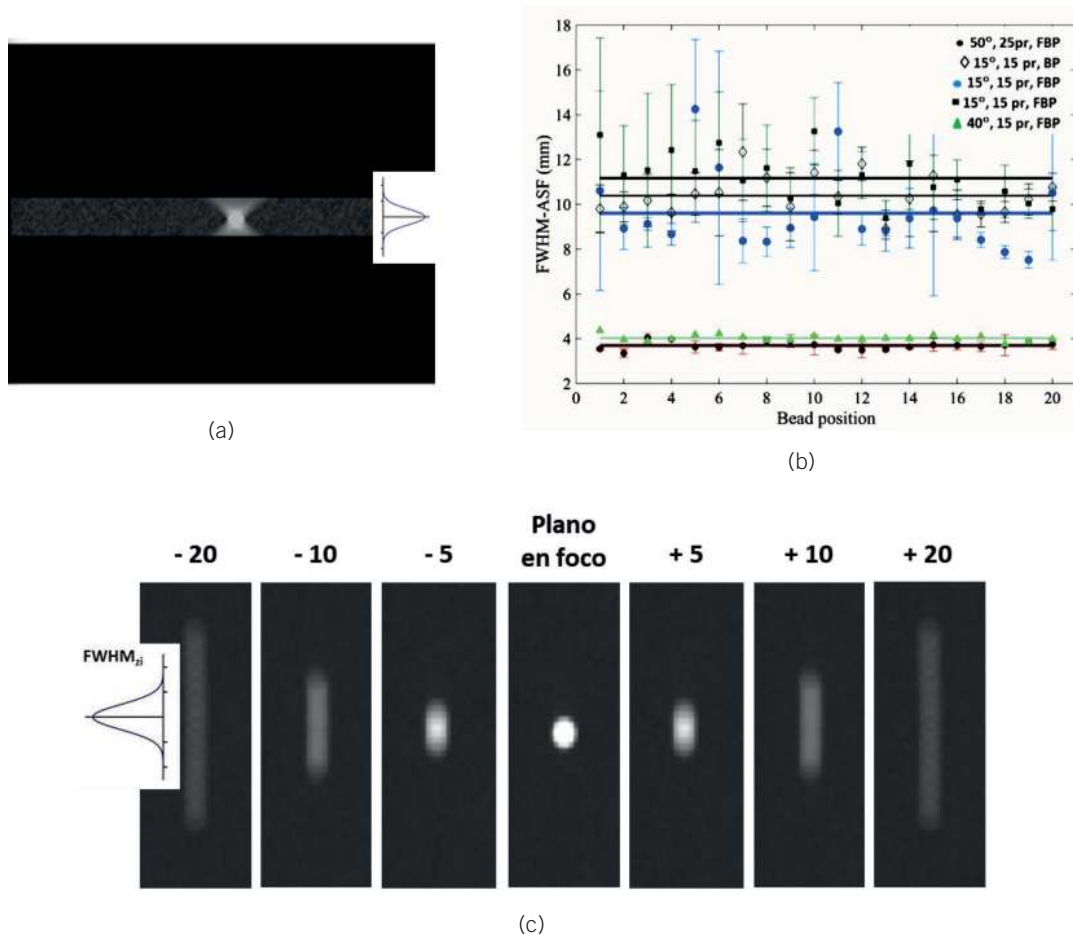 (a)
FWHM-ASF (mm)
18
16
14
12
10
8
6
4
2
0 2 4 6 8 10 12 14 16 18 20
Bead position
50°, 25pr, FBP
15°, 15 pr, BP
15°, 15 pr, FBP
15°, 15 pr, FBP
40°, 15 pr, FBP
(b)
- 20
- 10
- 5
Plano
en foco
+ 5
+ 10
+ 20
FWHMzi
(c)